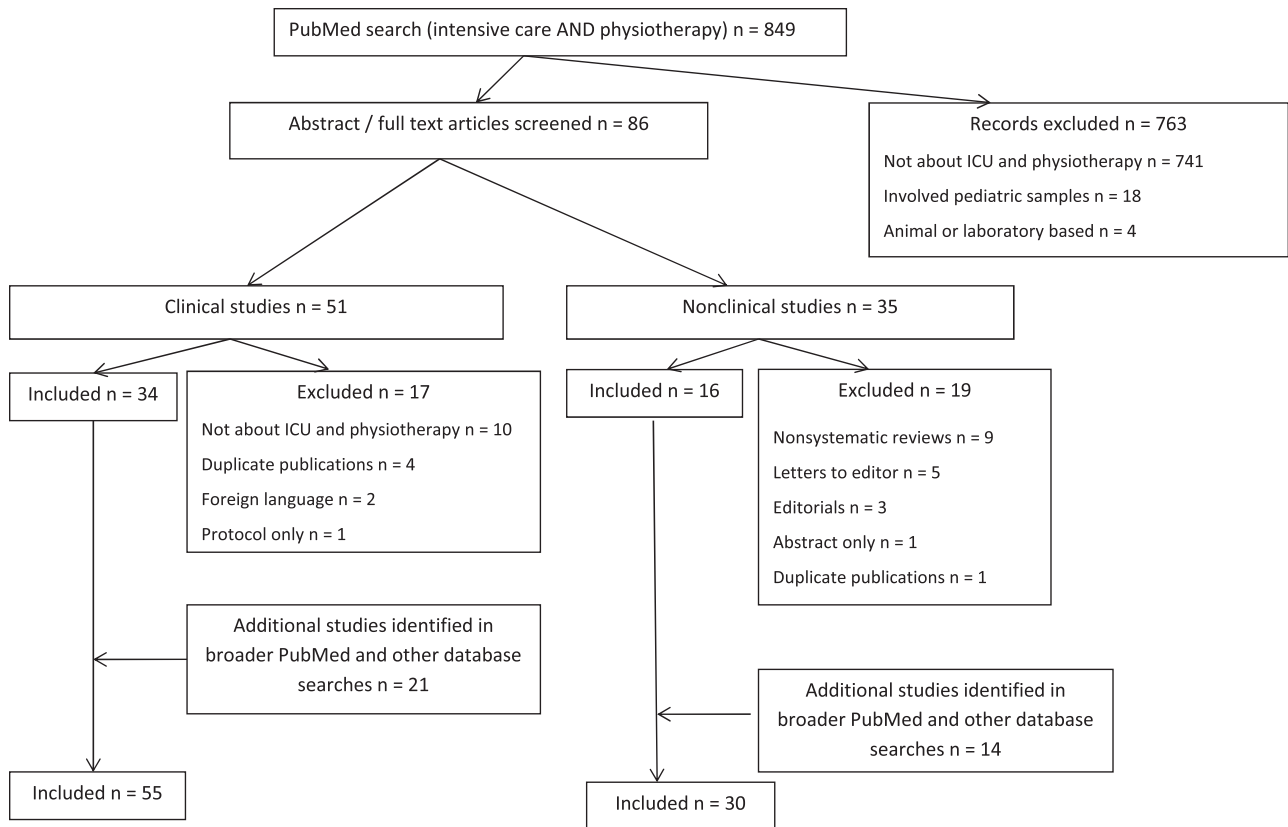 PubMed search (intensive care AND physiotherapy) n = 849
Abstract / full text articles screened n = 86
Records excluded n = 763
Not about ICU and physiotherapy n = 741
Involved pediatric samples n = 18
Animal or laboratory based n = 4
Clinical studies n = 51
Nonclinical studies n = 35
Included n = 34
Excluded n = 17
Not about ICU and physiotherapy n = 10
Duplicate publications n = 4
Foreign language n = 2
Protocol only n = 1
Included n = 16
Excluded n = 19
Nonsystematic reviews n = 9
Letters to editor n = 5
Editorials n = 3
Abstract only n = 1
Duplicate publications n = 1
Additional studies identified in
broader PubMed and other database
searches n = 21
Additional studies identified in
broader PubMed and other database
searches n = 14
Included n = 55
Included n = 30